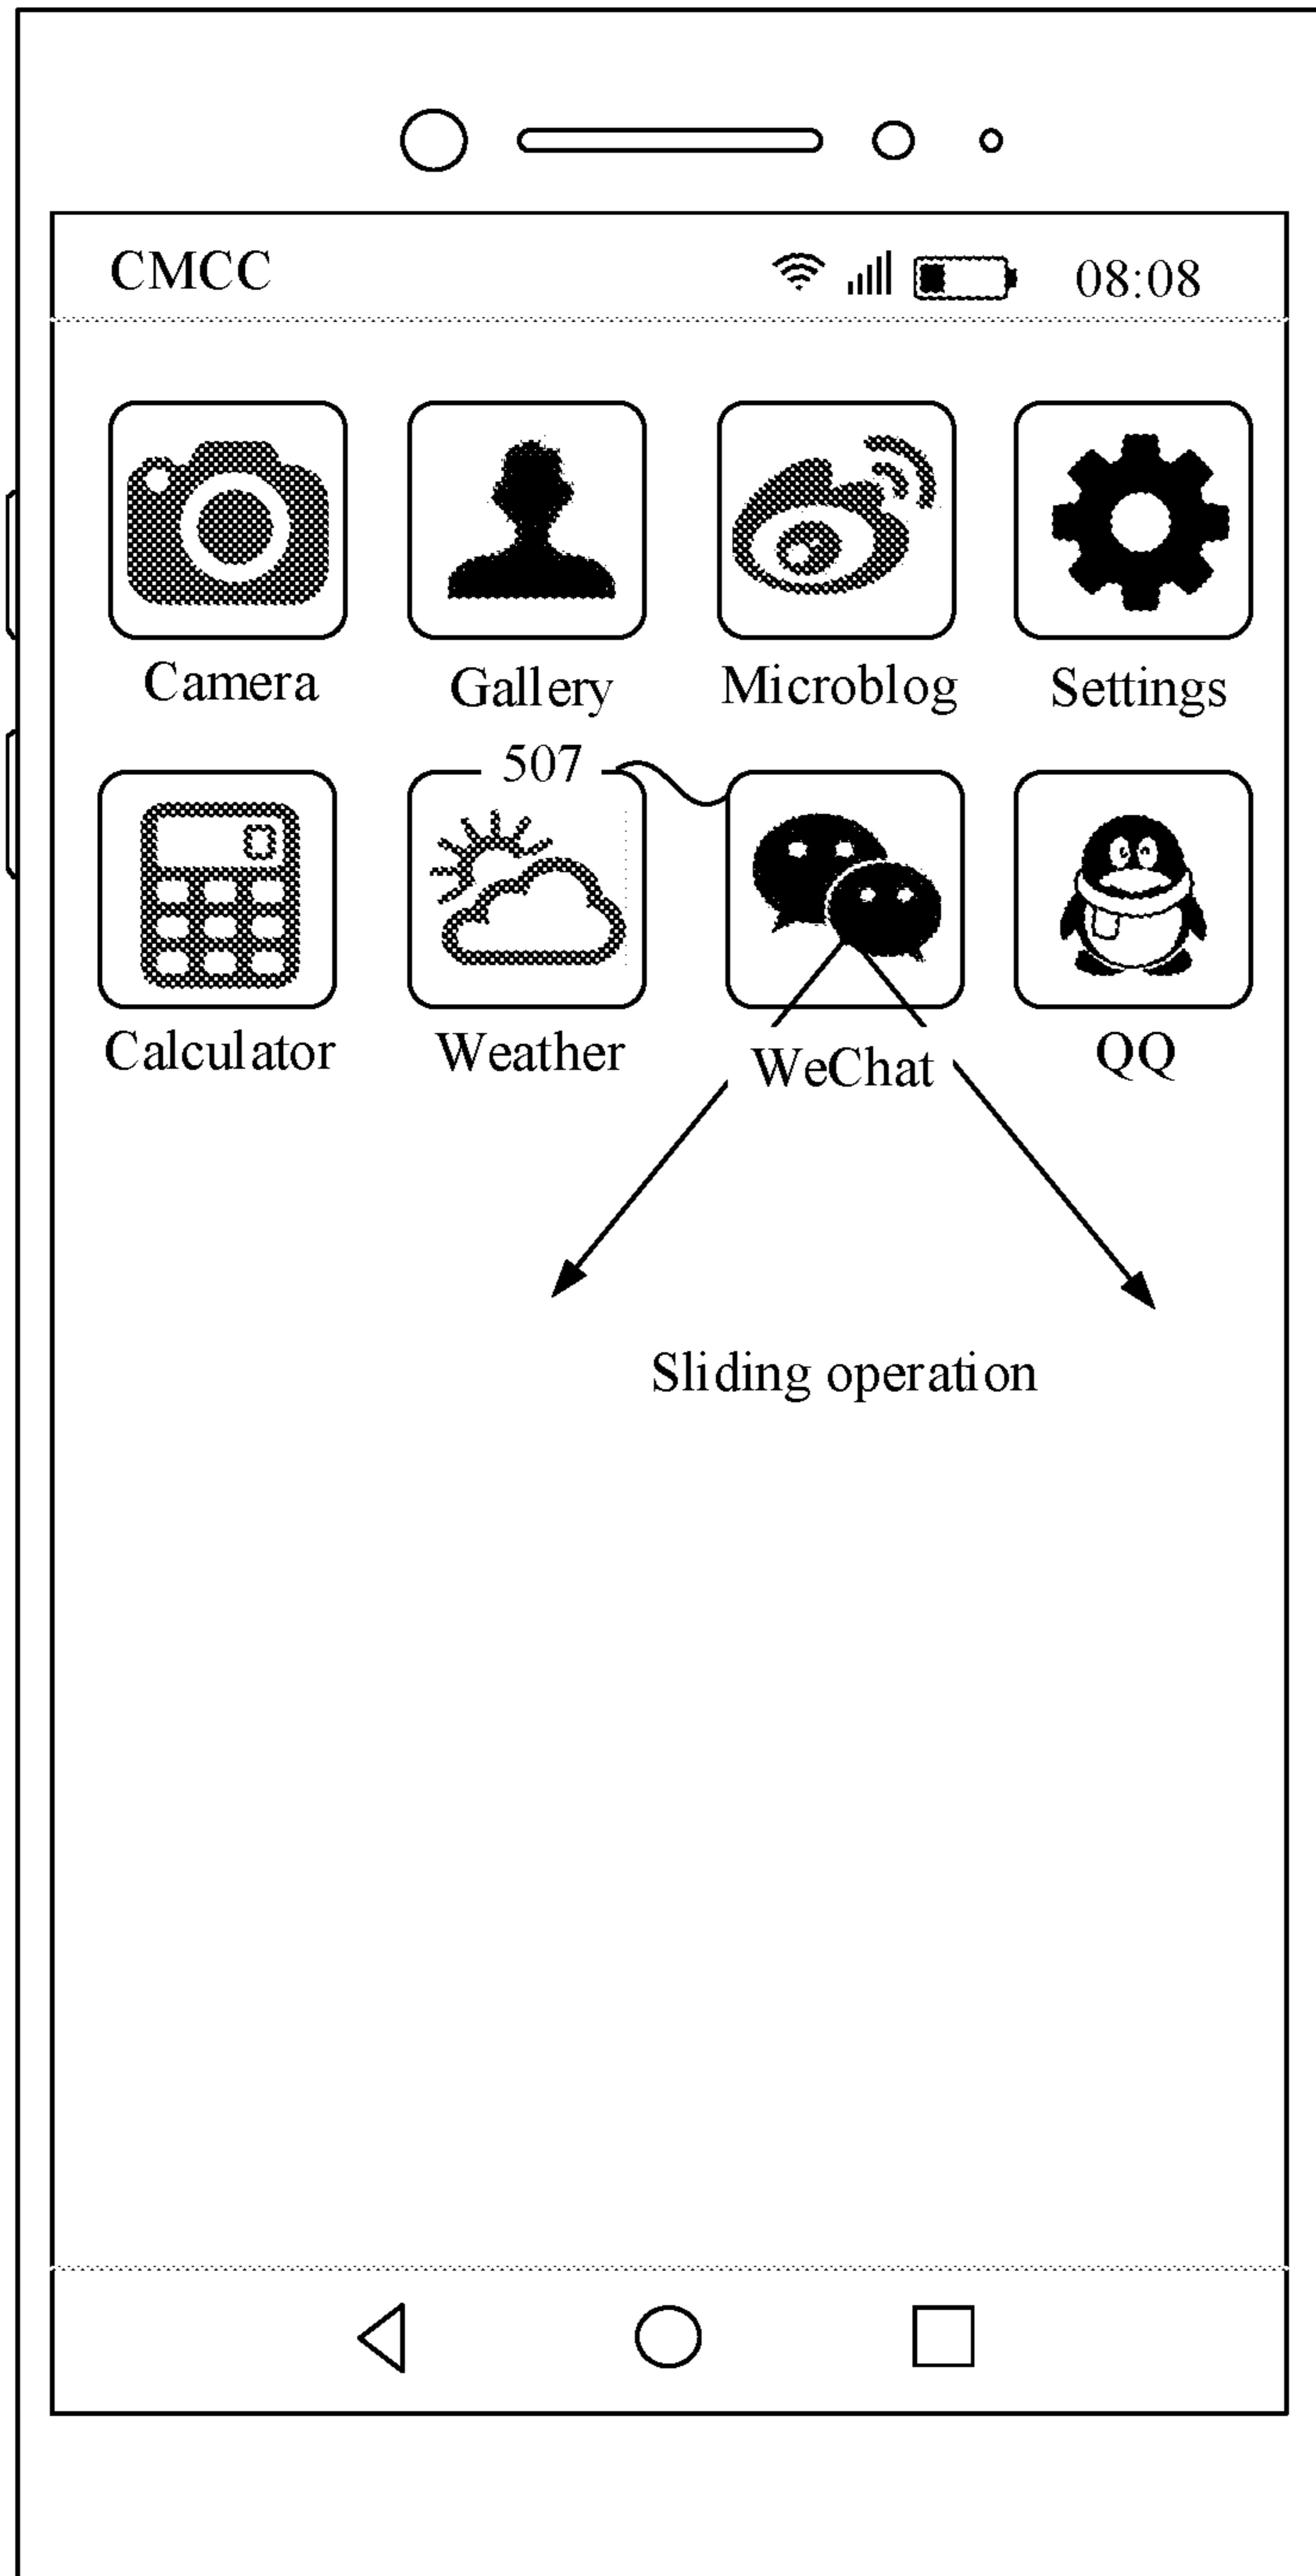 CMCC 08:08
Camera Gallery Microblog Settings
507
Calculator Weather WeChat QQ
Sliding operation